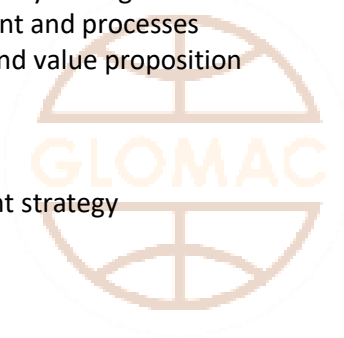 nt and processes
nd value proposition
GLOMAC
nt strategy